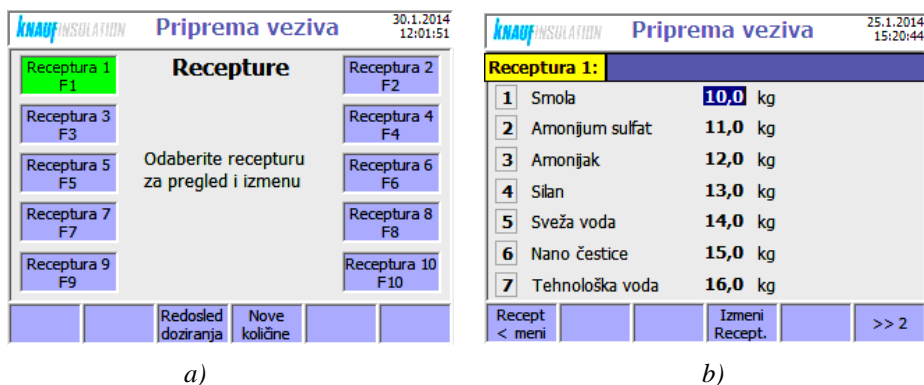 KNAUFINSULATION Priprema veziva 30.1.2014
12:01:51
Receptura 1
F1
Recepture
Receptura 2
F2
Receptura 3
F3
Receptura 4
F4
Odaberite recepturu
za pregled i izmenu
Receptura 5
F5
Receptura 6
F6
Receptura 7
F7
Receptura 8
F8
Receptura 9
F9
Receptura 10
F10
Redosled
doziranja
Nove
količine
a)
KNAUFINSULATION Priprema veziva 25.1.2014
15:20:44
Receptura 1:
1 Smola 10,0 kg
2 Amonijum sulfat 11,0 kg
3 Amonijak 12,0 kg
4 Silan 13,0 kg
5 Sveža voda 14,0 kg
6 Nano čestice 15,0 kg
7 Tehnološka voda 16,0 kg
Recept
< meni
Izmeni
Recept.
>> 2
b)